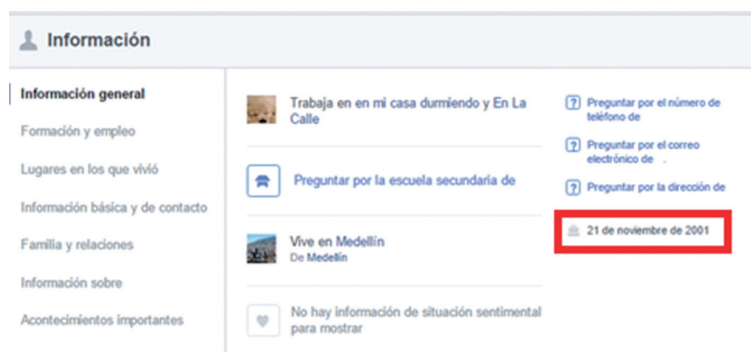 Información
Información general
Formación y empleo
Lugares en los que vivió
Información básica y de contacto
Familia y relaciones
Información sobre
Acontecimientos importantes
Trabaja en en mi casa durmiendo y En La
Calle
Preguntar por la escuela secundaria de
Vive en Medellín
De Medellín
No hay información de situación sentimental
para mostrar
? Preguntar por el número de
teléfono de
? Preguntar por el correo
electrónico de .
? Preguntar por la dirección de
21 de noviembre de 2001